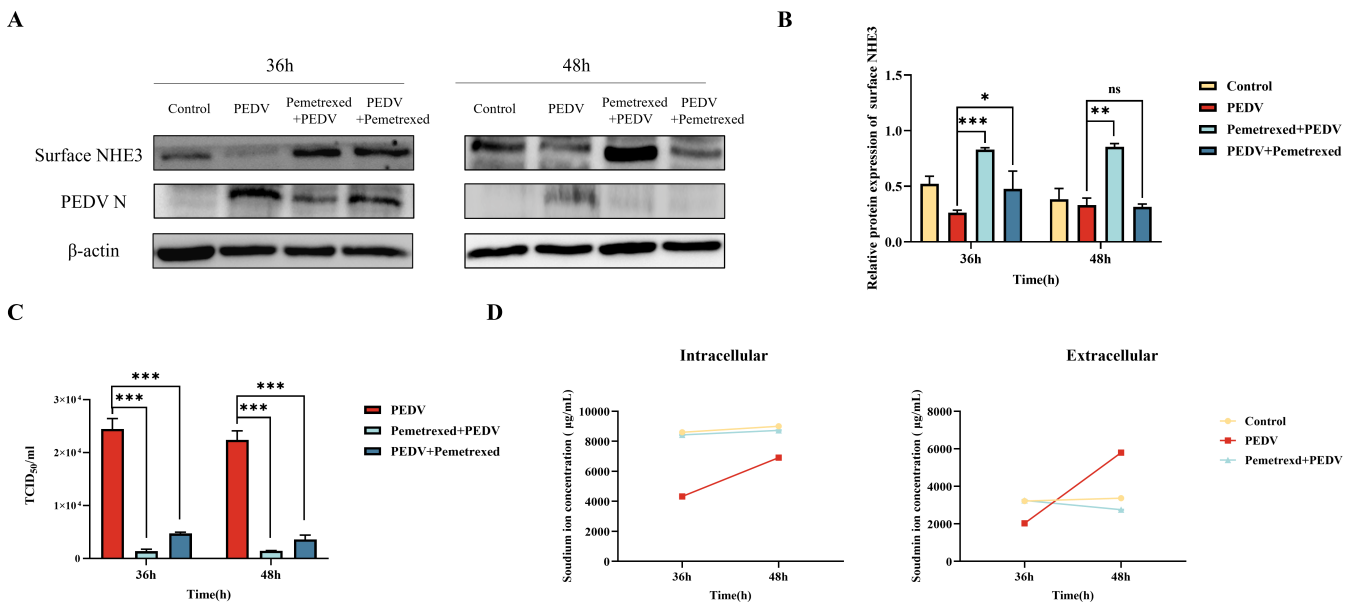 A
36h
48h
Control
PEDV
Pemetrexed
+PEDV
PEDV
+Pemetrexed
Control
PEDV
Pemetrexed
+PEDV
PEDV
+Pemetrexed
Surface NHE3
PEDV N
β-actin
B
Relative protein expression of surface NHE3
1.5
1.0
0.5
0.0
*
***
ns
**
36h
48h
Time(h)
Control
PEDV
Pemetrexed+PEDV
PEDV+Pemetrexed
C
TCID50/ml
3×10⁴
2×10⁴
1×10⁴
0
***
***
***
***
36h
48h
Time(h)
PEDV
Pemetrexed+PEDV
PEDV+Pemetrexed
D
Intracellular
Soudium ion concentration ( μg/mL)
10000
8000
6000
4000
2000
0
36h
48h
Time(h)
Extracellular
Soudmin ion concentration ( μg/mL)
8000
6000
4000
2000
0
36h
48h
Time(h)
Control
PEDV
Pemetrexd+PEDV